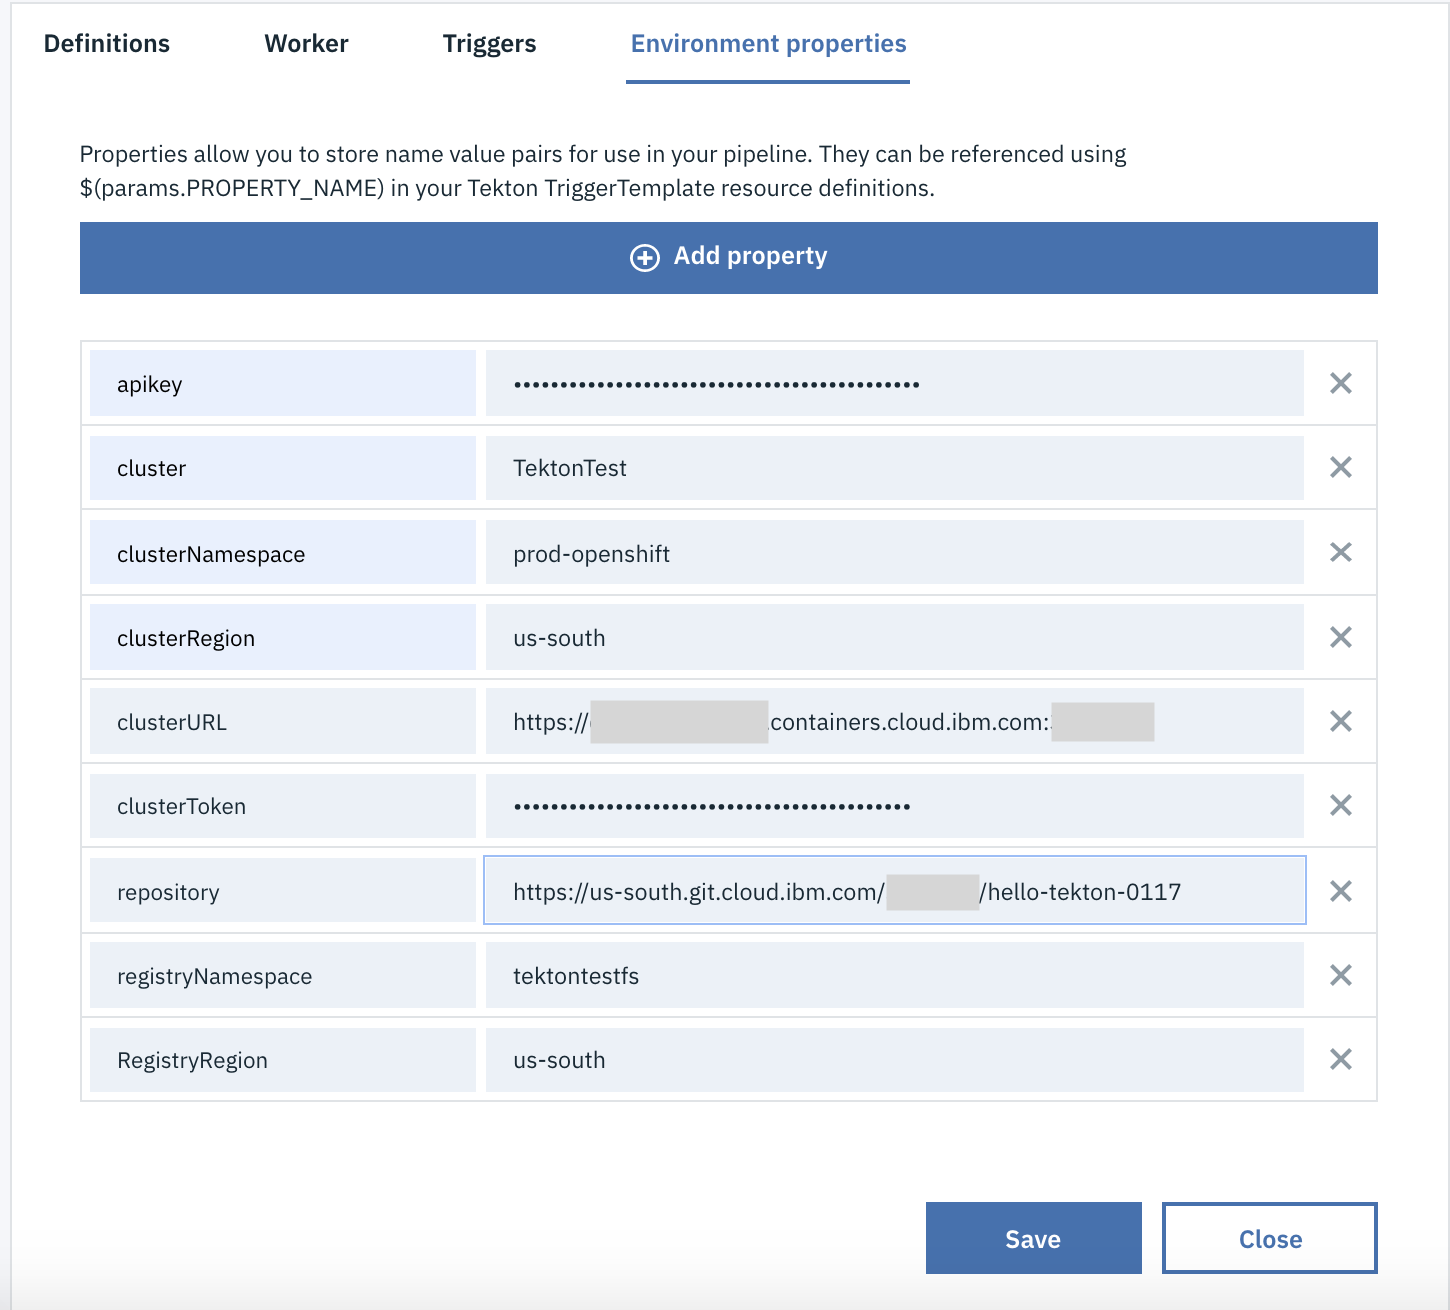 Definitions Worker Triggers Environment properties
Properties allow you to store name value pairs for use in your pipeline. They can be referenced using
$(params.PROPERTY_NAME) in your Tekton TriggerTemplate resource definitions.
Add property
apikey ••••••••••••••••••••••••••••••••••••••••••••
cluster TektonTest
clusterNamespace prod-openshift
clusterRegion us-south
clusterURL https:// .containers.cloud.ibm.com:
clusterToken •••••••••••••••••••••••••••••••••••••••••••
repository https://us-south.git.cloud.ibm.com/ /hello-tekton-0117
registryNamespace tektontestfs
RegistryRegion us-south
Save Close